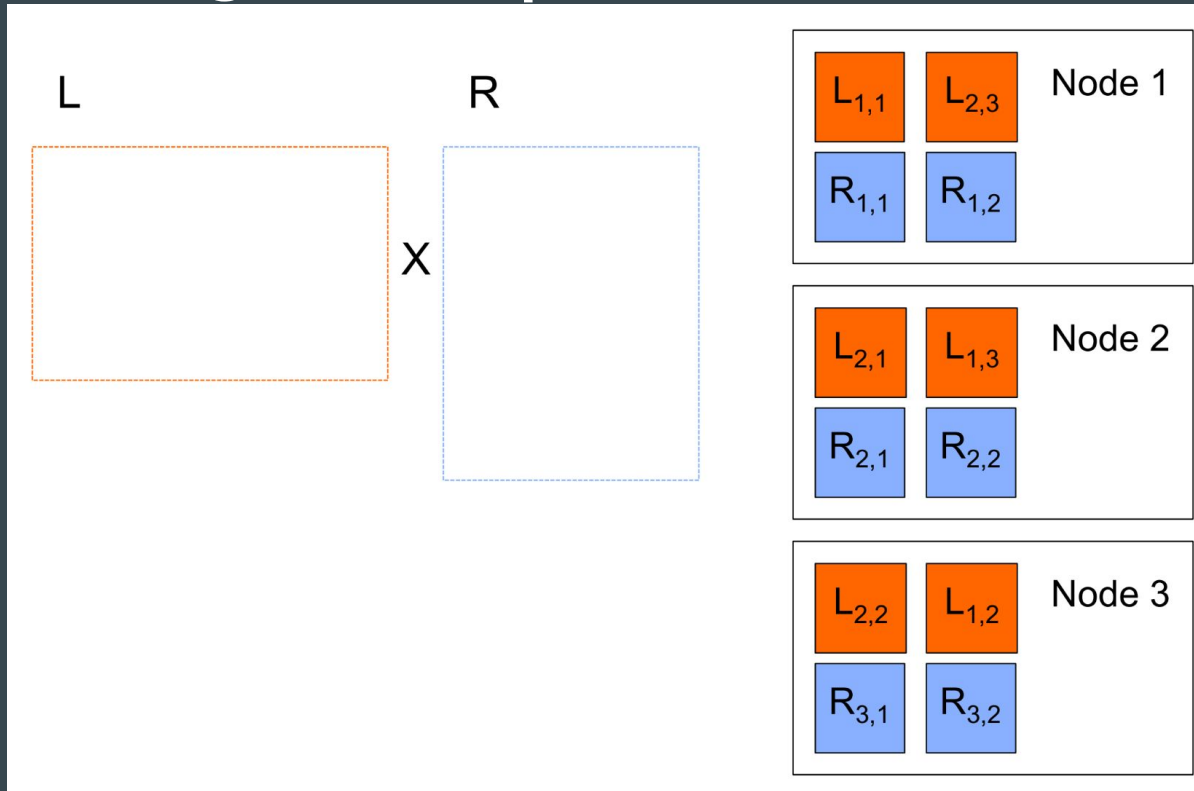 L
R
X
L1,1 L2,3 Node 1
R1,1 R1,2
L2,1 L1,3 Node 2
R2,1 R2,2
L2,2 L1,2 Node 3
R3,1 R3,2